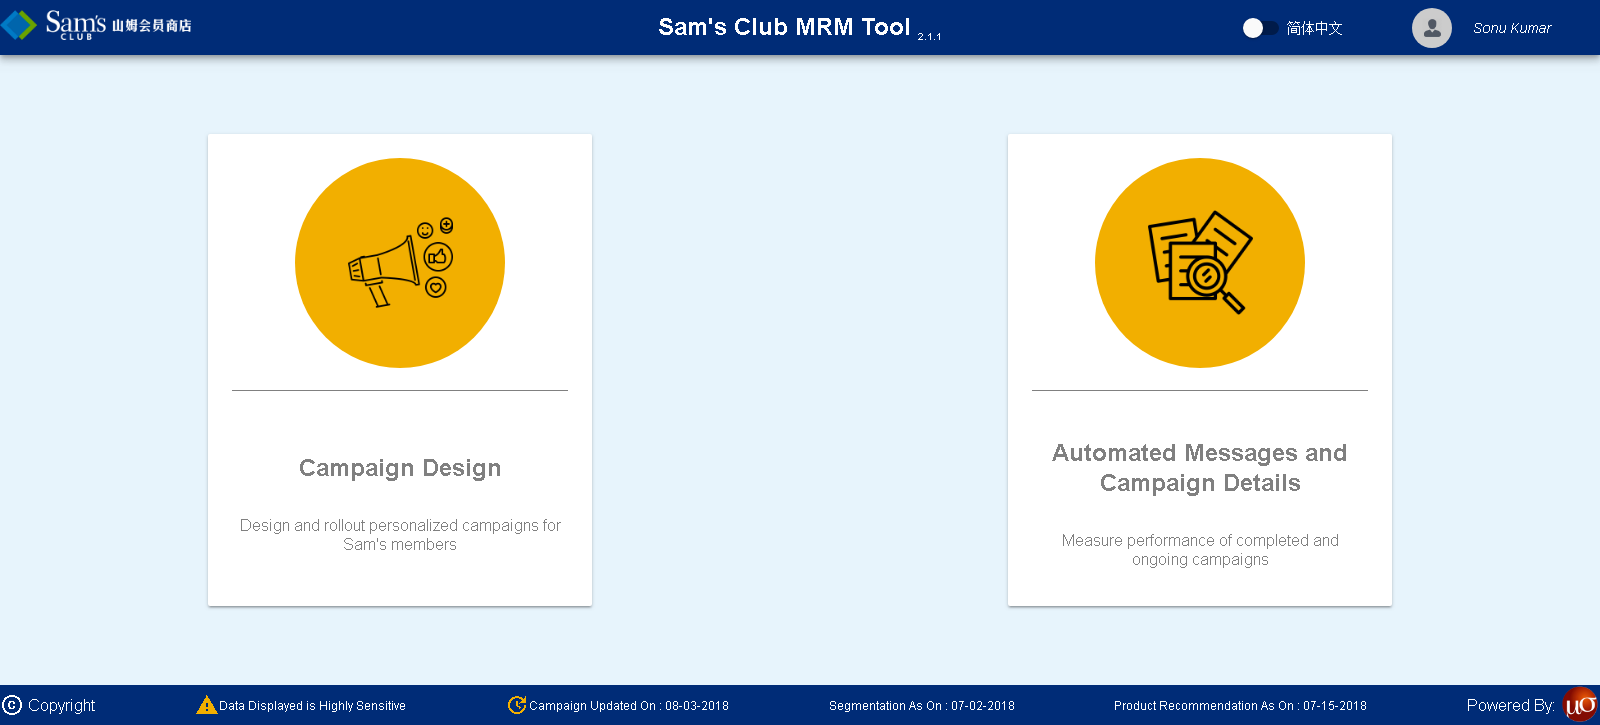 Sam's CLUB 山姆会员商店
Sam's Club MRM Tool 2.1.1
简体中文
Sonu Kumar
Campaign Design
Design and rollout personalized campaigns for
Sam's members
Automated Messages and
Campaign Details
Measure performance of completed and
ongoing campaigns
© Copyright
Data Displayed is Highly Sensitive
Campaign Updated On : 08-03-2018
Segmentation As On : 07-02-2018
Product Recommendation As On : 07-15-2018
Powered By: μσ